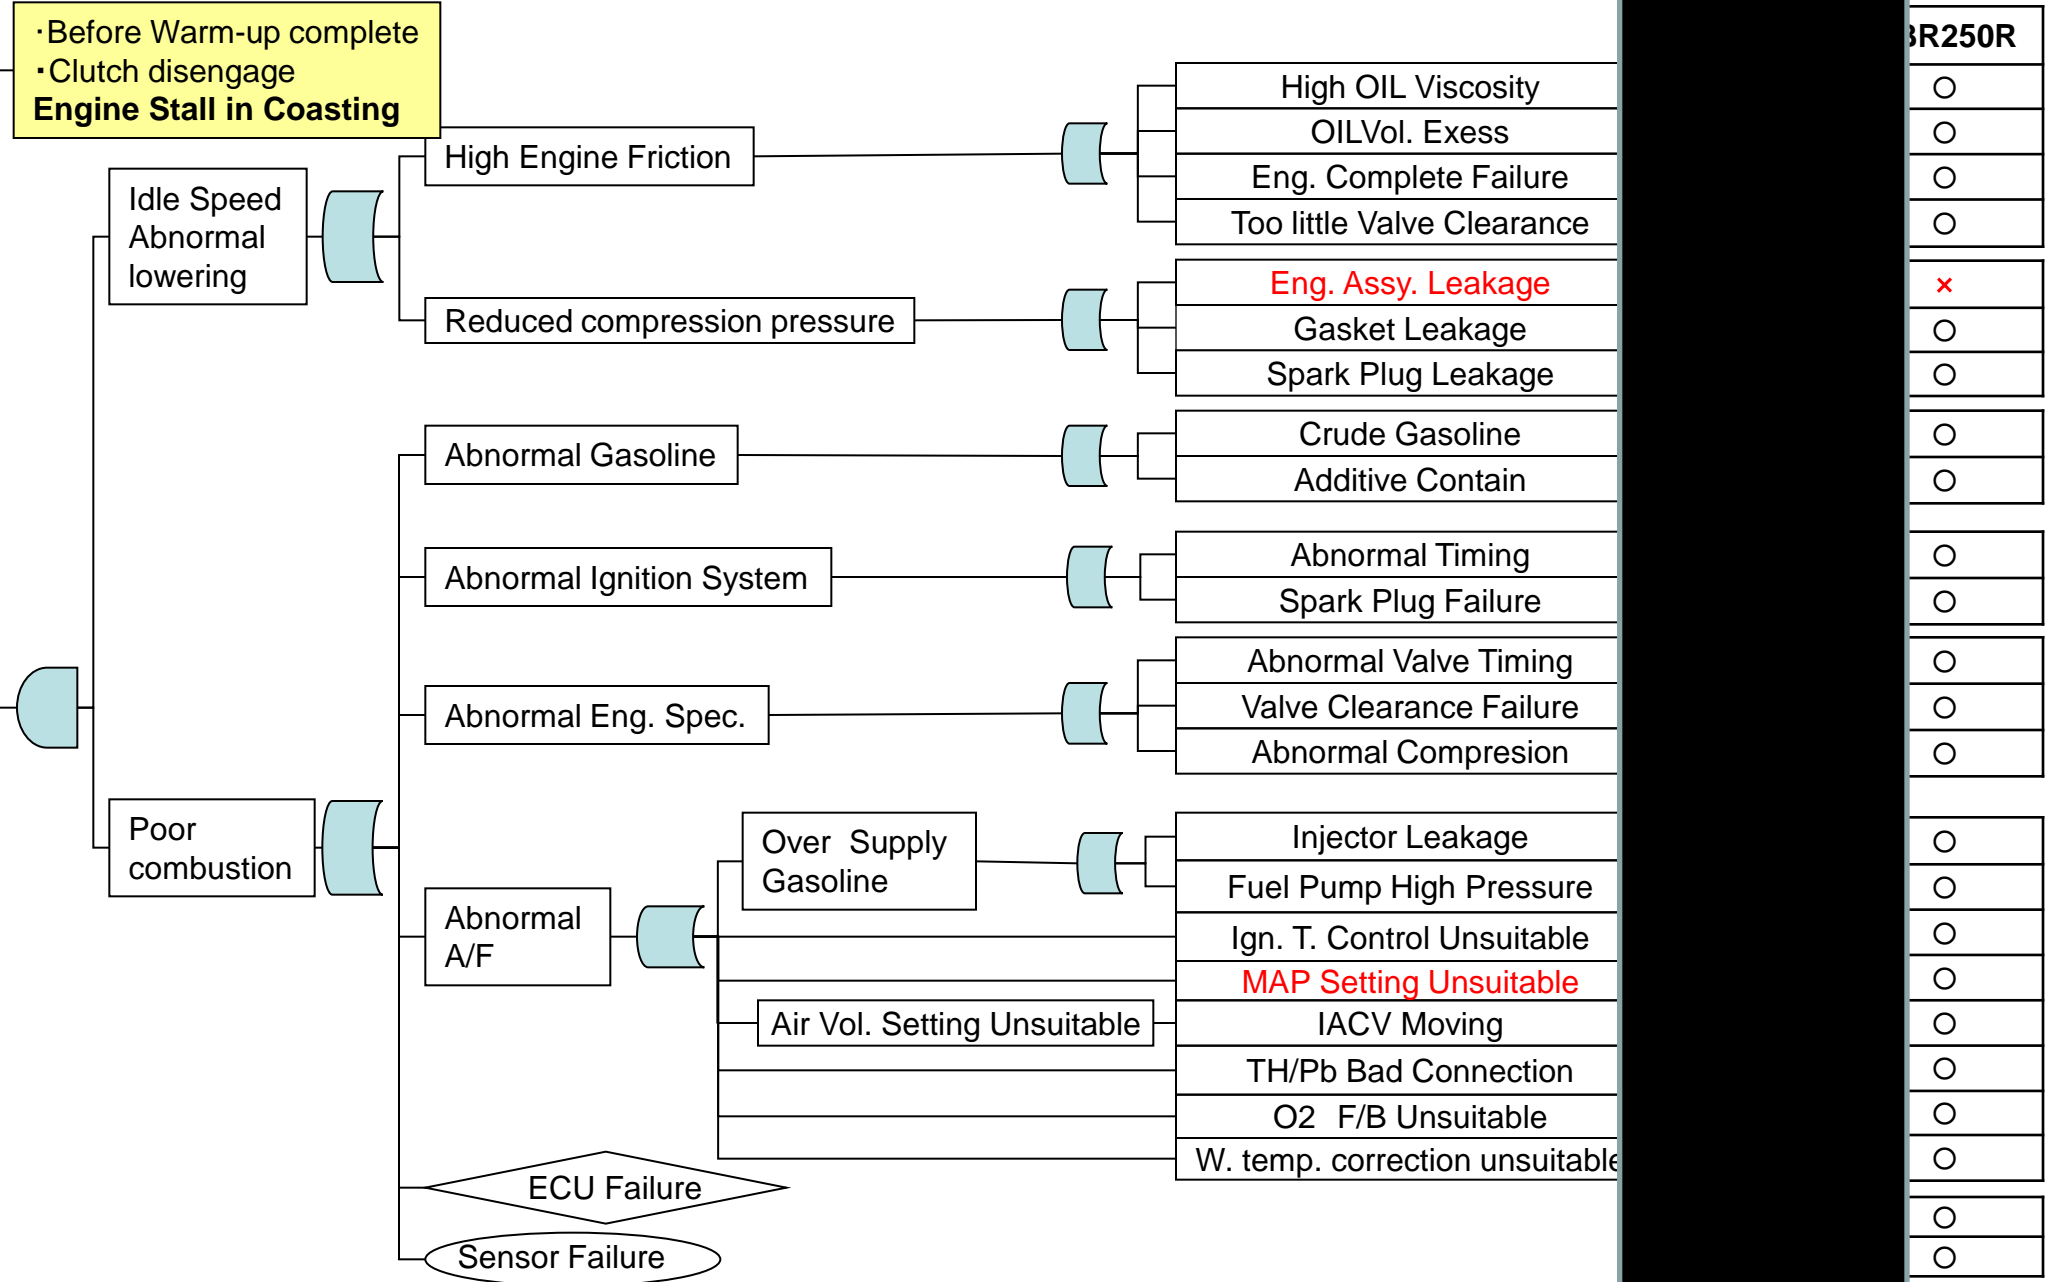 ・Before Warm-up complete
・Clutch disengage
Engine Stall in Coasting
BR250R
High OIL Viscosity ○
OILVol. Exess ○
High Engine Friction
Eng. Complete Failure ○
Too little Valve Clearance ○
Idle Speed
Abnormal
lowering
Eng. Assy. Leakage ×
Reduced compression pressure
Gasket Leakage ○
Spark Plug Leakage ○
Crude Gasoline ○
Abnormal Gasoline
Additive Contain ○
Abnormal Timing ○
Abnormal Ignition System
Spark Plug Failure ○
Abnormal Valve Timing ○
Abnormal Eng. Spec.
Valve Clearance Failure ○
Abnormal Compresion ○
Poor
combustion
Over Supply
Gasoline
Injector Leakage ○
Fuel Pump High Pressure ○
Abnormal
A/F
Ign. T. Control Unsuitable ○
MAP Setting Unsuitable ○
Air Vol. Setting Unsuitable
IACV Moving ○
TH/Pb Bad Connection ○
O2 F/B Unsuitable ○
W. temp. correction unsuitable ○
ECU Failure ○
Sensor Failure ○